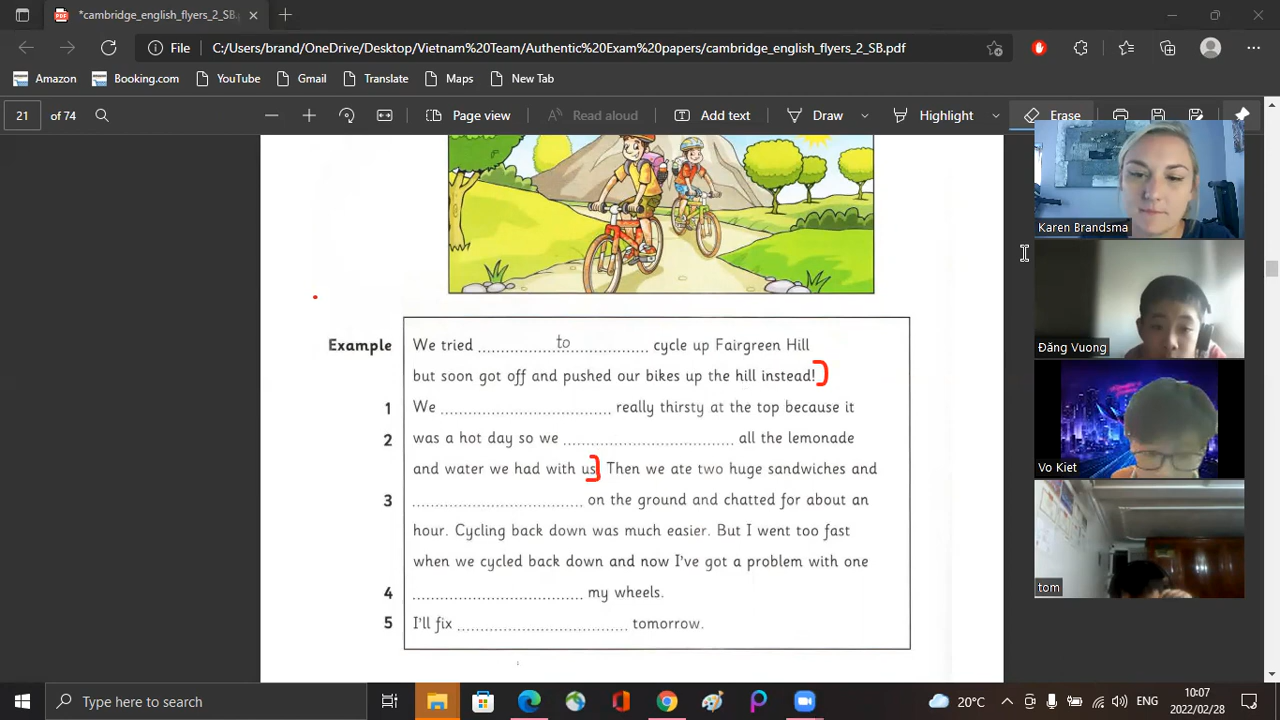 *cambridge_english_flyers_2_SB.
File C:/Users/brand/OneDrive/Desktop/Vietnam%20Team/Authentic%20Exam%20papers/cambridge_english_flyers_2_SB.pdf
Amazon Booking.com YouTube Gmail Translate Maps New Tab
21 of 74 Page view Read aloud Add text Draw Highlight Erase
Karen Brandsma
Đăng Vuong
Vo Kiet
tom
Example We tried to cycle up Fairgreen Hill
but soon got off and pushed our bikes up the hill instead!
1 We ........ really thirsty at the top because it
2 was a hot day so we ........ all the lemonade
and water we had with us. Then we ate two huge sandwiches and
3 ........ on the ground and chatted for about an
hour. Cycling back down was much easier. But I went too fast
when we cycled back down and now I've got a problem with one
4 ........ my wheels.
5 I'll fix ........ tomorrow.
Type here to search 20°C ENG 10:07
2022/02/28